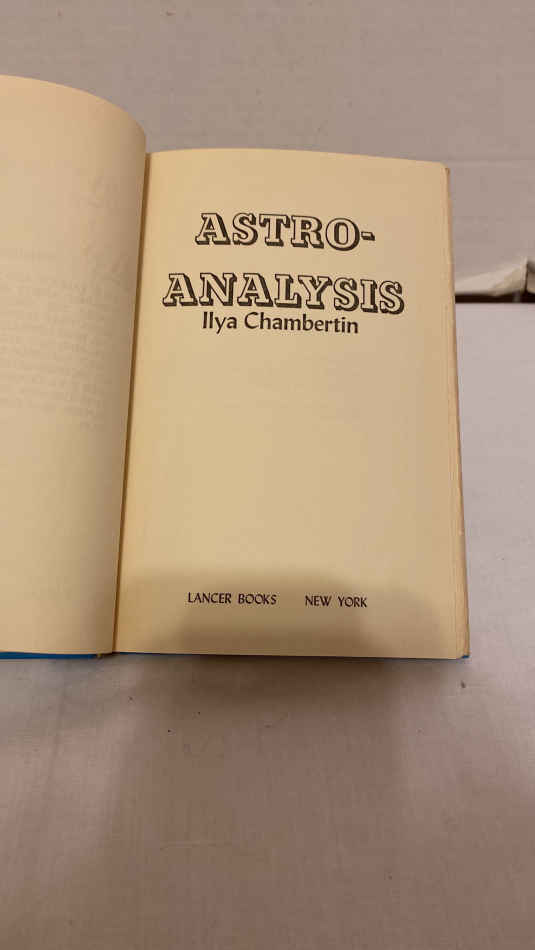 ASTRO-
ANALYSIS
Ilya Chambertin
LANCER BOOKS NEW YORK